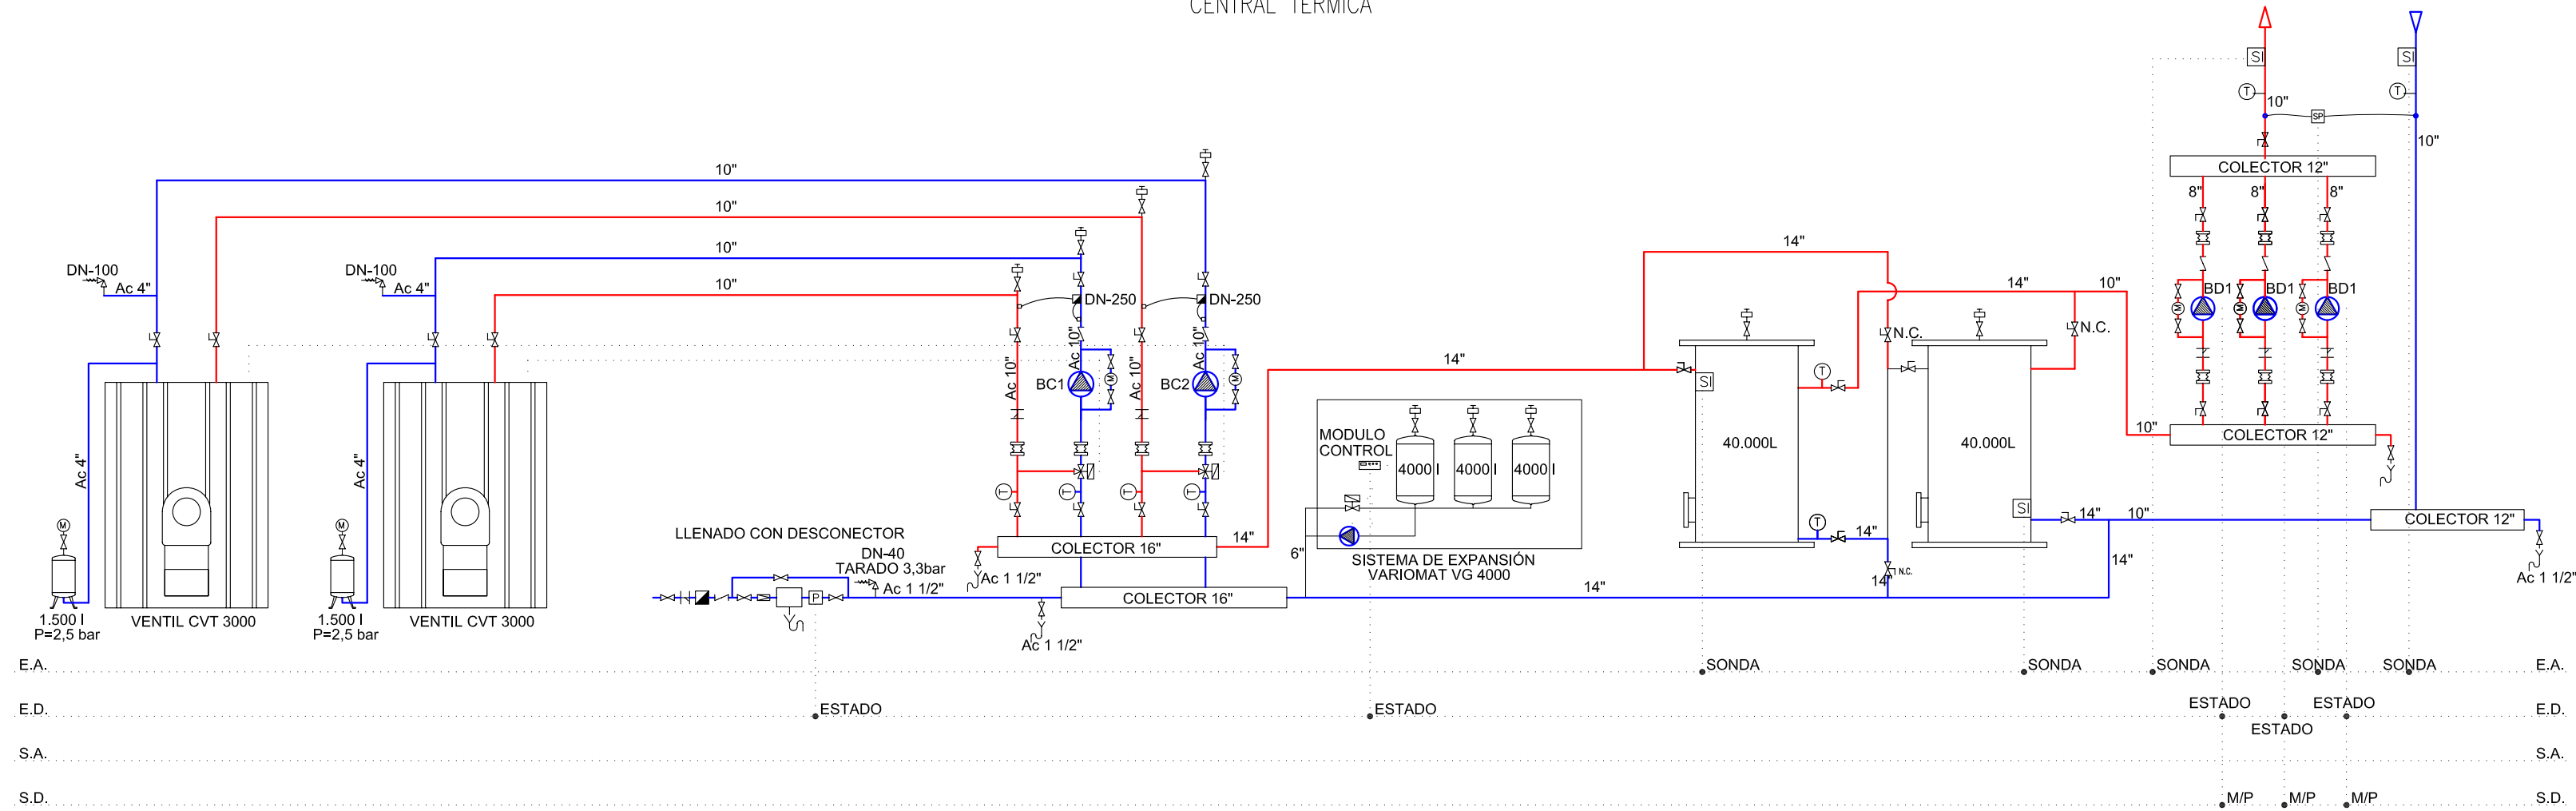 CENTRAL TERMICA
SI
SI
T
T
10"
SP
10"
COLECTOR 12"
8"
8"
8"
10"
10"
10"
10"
DN-100
Ac 4"
DN-100
Ac 4"
DN-250
DN-250
14"
14"
10"
M
BD1
M
BD1
M
BD1
N.C.
N.C.
Ac 10"
Ac 10"
Ac 10"
Ac 10"
14"
BC1
M
BC2
M
SI
T
MODULO
CONTROL
4000 l
4000 l
4000 l
40.000L
40.000L
10"
COLECTOR 12"
Ac 4"
Ac 4"
T
T
T
T
M
M
SI
T
14"
14"
10"
COLECTOR 12"
LLENADO CON DESCONECTOR
14"
COLECTOR 16"
6"
SISTEMA DE EXPANSIÓN
VARIOMAT VG 4000
DN-40
TARADO 3,3bar
Ac 1 1/2"
Ac 1 1/2"
14"
N.C.
14"
14"
Ac 1 1/2"
P
COLECTOR 16"
1.500 l
P=2,5 bar
VENTIL CVT 3000
1.500 l
P=2,5 bar
VENTIL CVT 3000
Ac 1 1/2"
E.A.
SONDA
SONDA
SONDA
SONDA
SONDA
E.A.
E.D.
ESTADO
ESTADO
ESTADO
ESTADO
ESTADO
E.D.
S.A.
S.A.
S.D.
M/P
M/P
M/P
S.D.